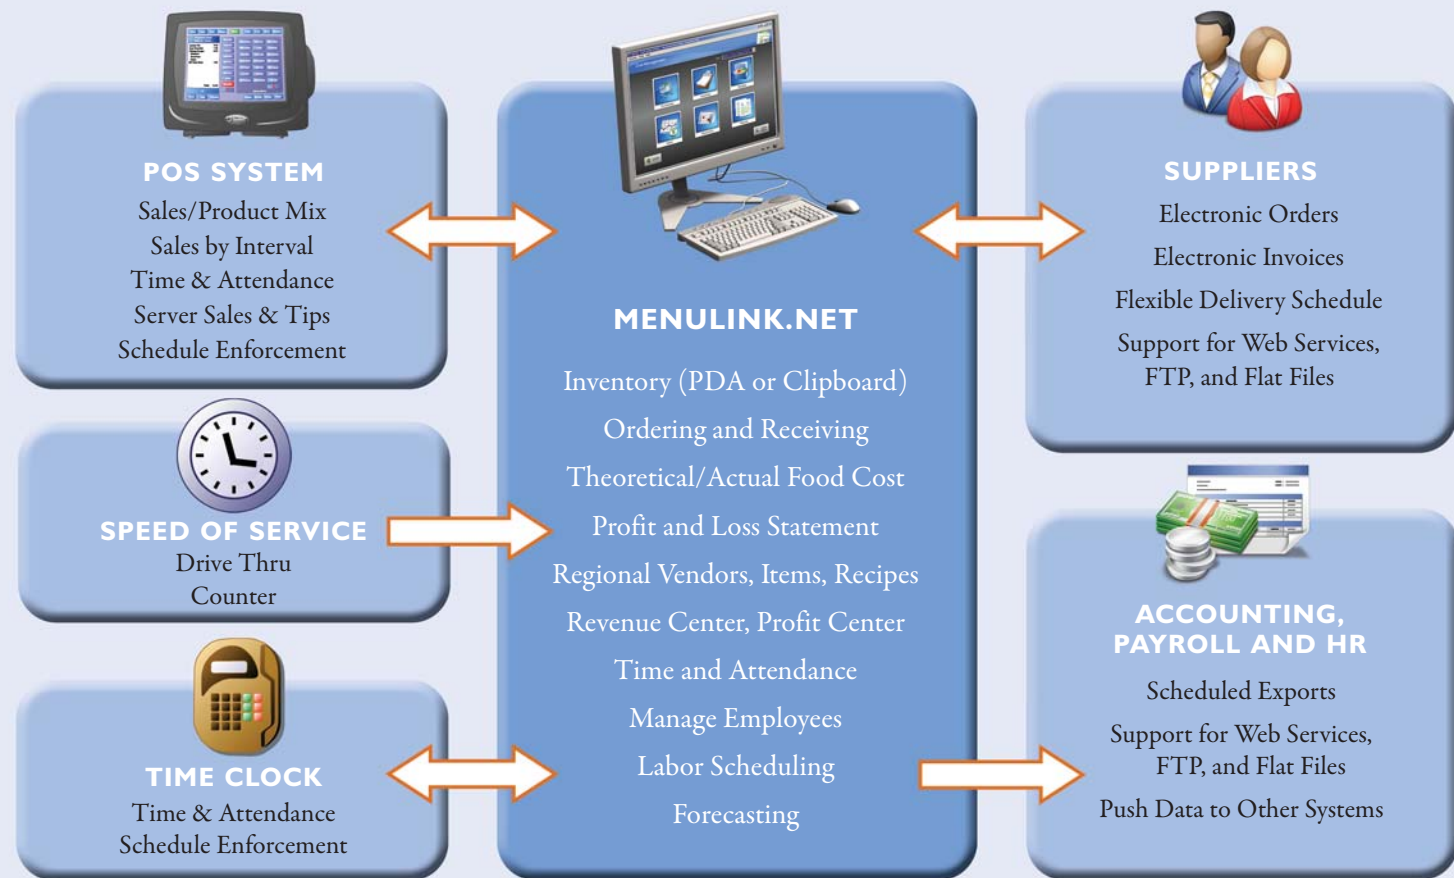 POS SYSTEM
Sales/Product Mix
Sales by Interval
Time & Attendance
Server Sales & Tips
Schedule Enforcement
SPEED OF SERVICE
Drive Thru
Counter
TIME CLOCK
Time & Attendance
Schedule Enforcement
MENULINK.NET
Inventory (PDA or Clipboard)
Ordering and Receiving
Theoretical/Actual Food Cost
Profit and Loss Statement
Regional Vendors, Items, Recipes
Revenue Center, Profit Center
Time and Attendance
Manage Employees
Labor Scheduling
Forecasting
SUPPLIERS
Electronic Orders
Electronic Invoices
Flexible Delivery Schedule
Support for Web Services,
FTP, and Flat Files
ACCOUNTING,
PAYROLL AND HR
Scheduled Exports
Support for Web Services,
FTP, and Flat Files
Push Data to Other Systems